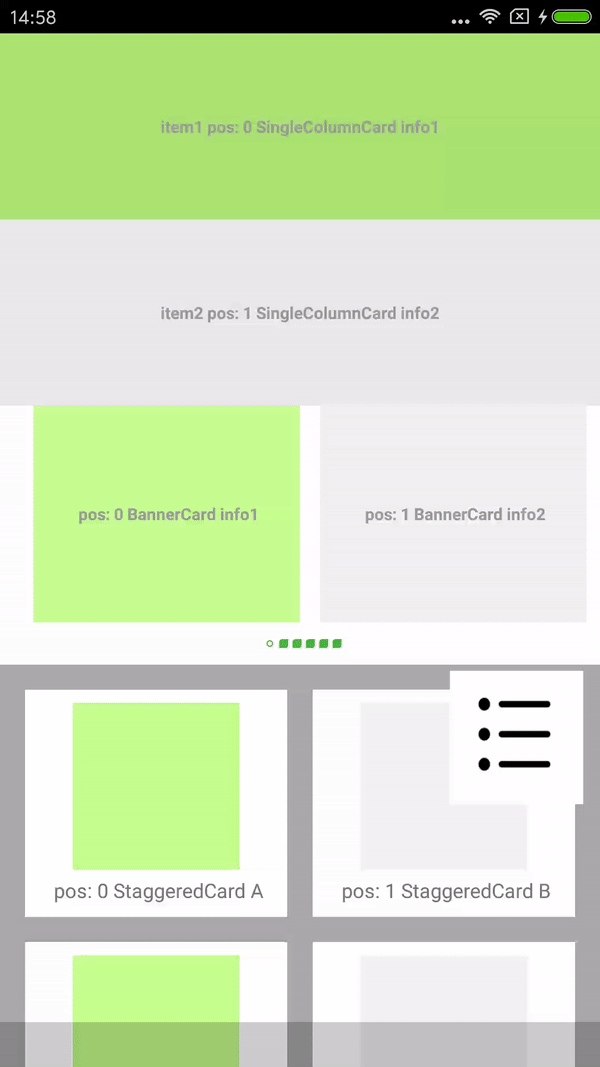 14:58
item1 pos: 0 SingleColumnCard info1
item2 pos: 1 SingleColumnCard info2
pos: 0 BannerCard info1
pos: 1 BannerCard info2
pos: 0 StaggeredCard A
pos: 1 StaggeredCard B